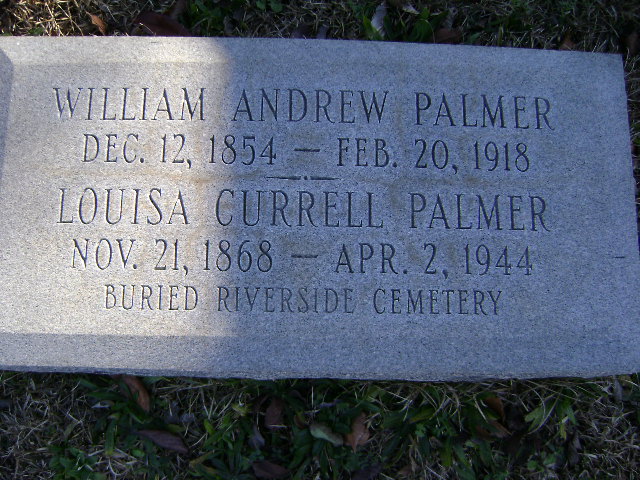 WILLIAM ANDREW PALMER
DEC. 12, 1854 — FEB. 20, 1918
LOUISA CURRELL PALMER
NOV. 21, 1868 — APR. 2, 1944
BURIED RIVERSIDE CEMETERY